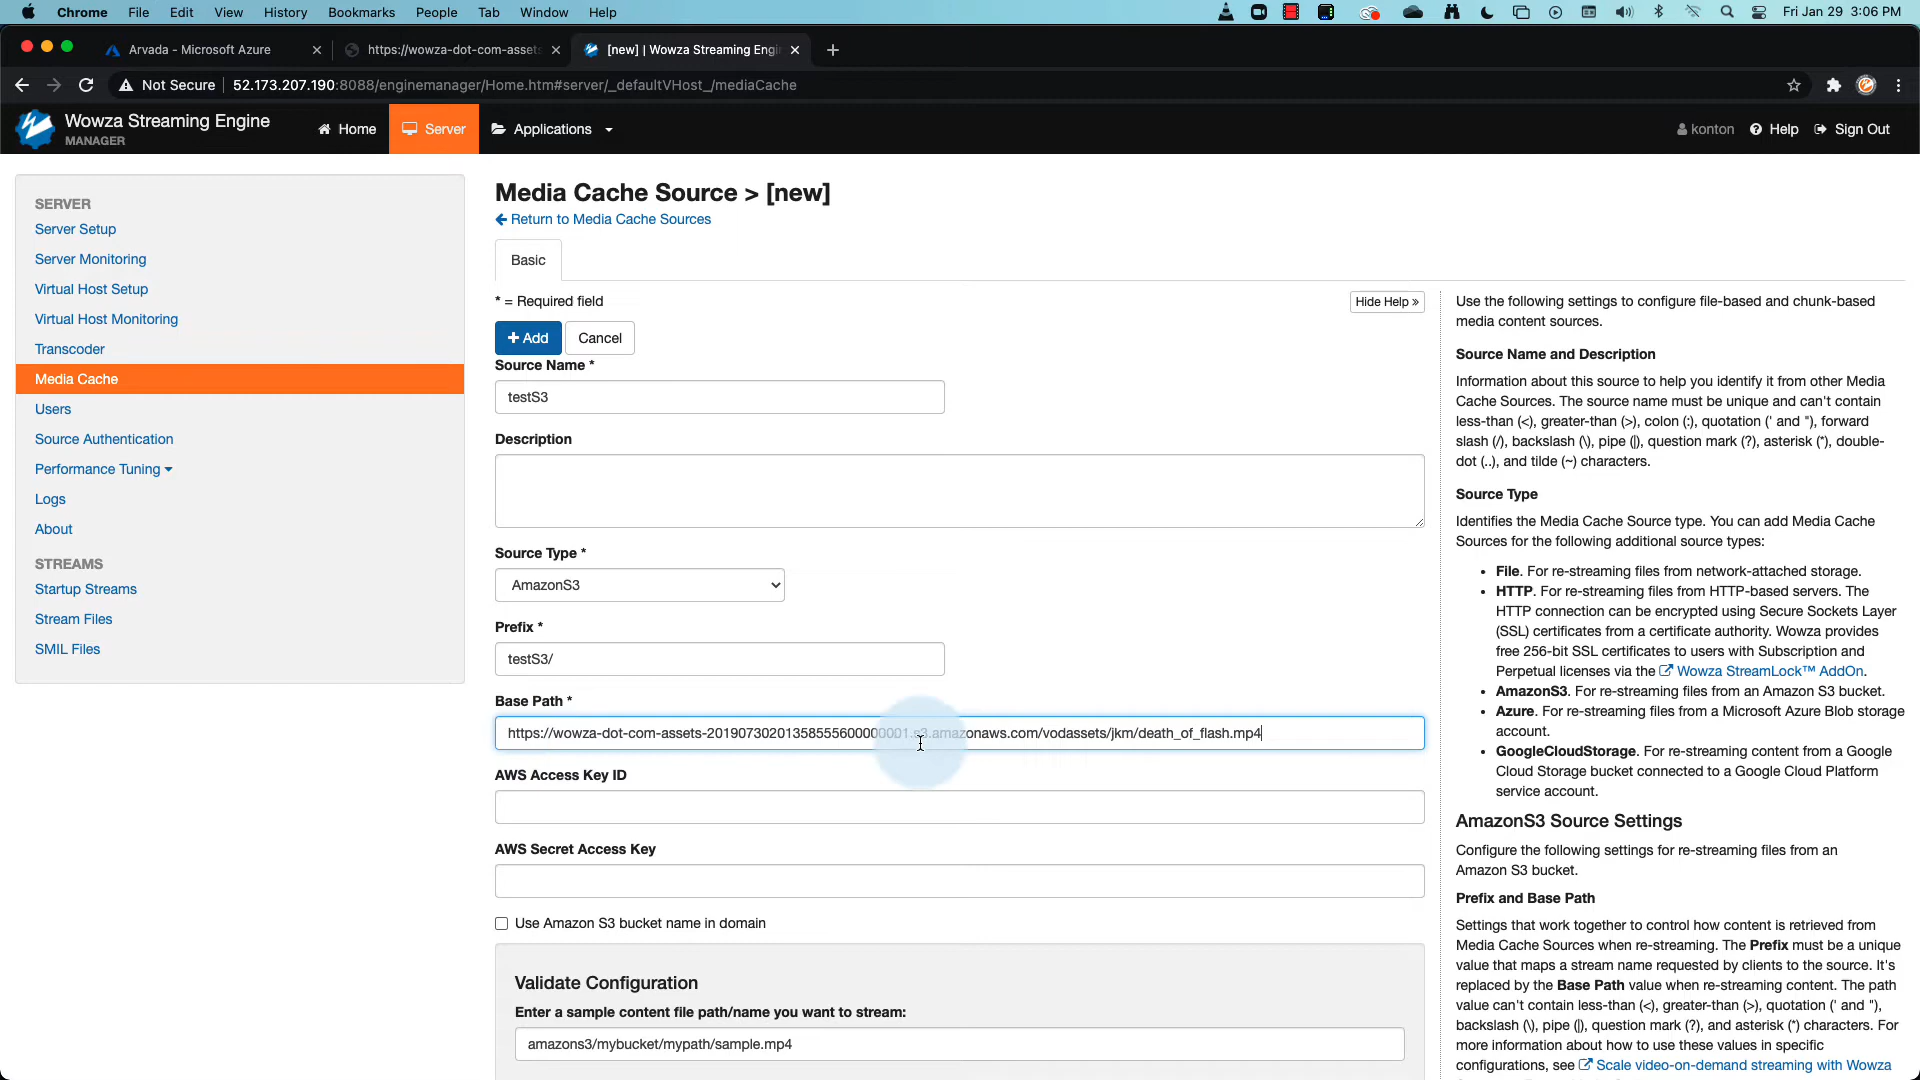 Chrome File Edit View History Bookmarks People Tab Window Help Fri Jan 29 3:06 PM
Arvada - Microsoft Azure https://wowza-dot-com-assets [new] | Wowza Streaming Engi
Not Secure 52.173.207.190:8088/enginemanager/Home.htm#server/_defaultVHost_/mediaCache
Wowza Streaming Engine
MANAGER
Home Server Applications konton Help Sign Out
SERVER
Server Setup
Server Monitoring
Virtual Host Setup
Virtual Host Monitoring
Transcoder
Media Cache
Users
Source Authentication
Performance Tuning
Logs
About
STREAMS
Startup Streams
Stream Files
SMIL Files
Media Cache Source > [new]
Return to Media Cache Sources
Basic
* = Required field
Hide Help »
+ Add Cancel
Source Name *
testS3
Description
Source Type *
AmazonS3
Prefix *
testS3/
Base Path *
https://wowza-dot-com-assets-20190730201358555600000001.s3.amazonaws.com/vodassets/jkm/death_of_flash.mp4
AWS Access Key ID
AWS Secret Access Key
Use Amazon S3 bucket name in domain
Validate Configuration
Enter a sample content file path/name you want to stream:
amazons3/mybucket/mypath/sample.mp4
Use the following settings to configure file-based and chunk-based
media content sources.
Source Name and Description
Information about this source to help you identify it from other Media
Cache Sources. The source name must be unique and can't contain
less-than (<), greater-than (>), colon (:), quotation (' and "), forward
slash (/), backslash (\), pipe (|), question mark (?), asterisk (*), double-
dot (..), and tilde (~) characters.
Source Type
Identifies the Media Cache Source type. You can add Media Cache
Sources for the following additional source types:
• File. For re-streaming files from network-attached storage.
• HTTP. For re-streaming files from HTTP-based servers. The
HTTP connection can be encrypted using Secure Sockets Layer
(SSL) certificates from a certificate authority. Wowza provides
free 256-bit SSL certificates to users with Subscription and
Perpetual licenses via the Wowza StreamLock™ AddOn.
• AmazonS3. For re-streaming files from an Amazon S3 bucket.
• Azure. For re-streaming files from a Microsoft Azure Blob storage
account.
• GoogleCloudStorage. For re-streaming content from a Google
Cloud Storage bucket connected to a Google Cloud Platform
service account.
AmazonS3 Source Settings
Configure the following settings for re-streaming files from an
Amazon S3 bucket.
Prefix and Base Path
Settings that work together to control how content is retrieved from
Media Cache Sources when re-streaming. The Prefix must be a unique
value that maps a stream name requested by clients to the source. It's
replaced by the Base Path value when re-streaming content. The path
value can't contain less-than (<), greater-than (>), quotation (' and "),
backslash (\), pipe (|), question mark (?), and asterisk (*) characters. For
more information about how to use these values in specific
configurations, see Scale video-on-demand streaming with Wowza